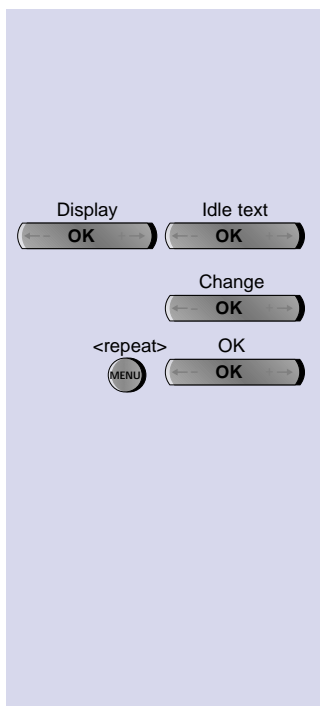 Display Idle text
OK OK
Change
OK
<repeat> OK
MENU OK